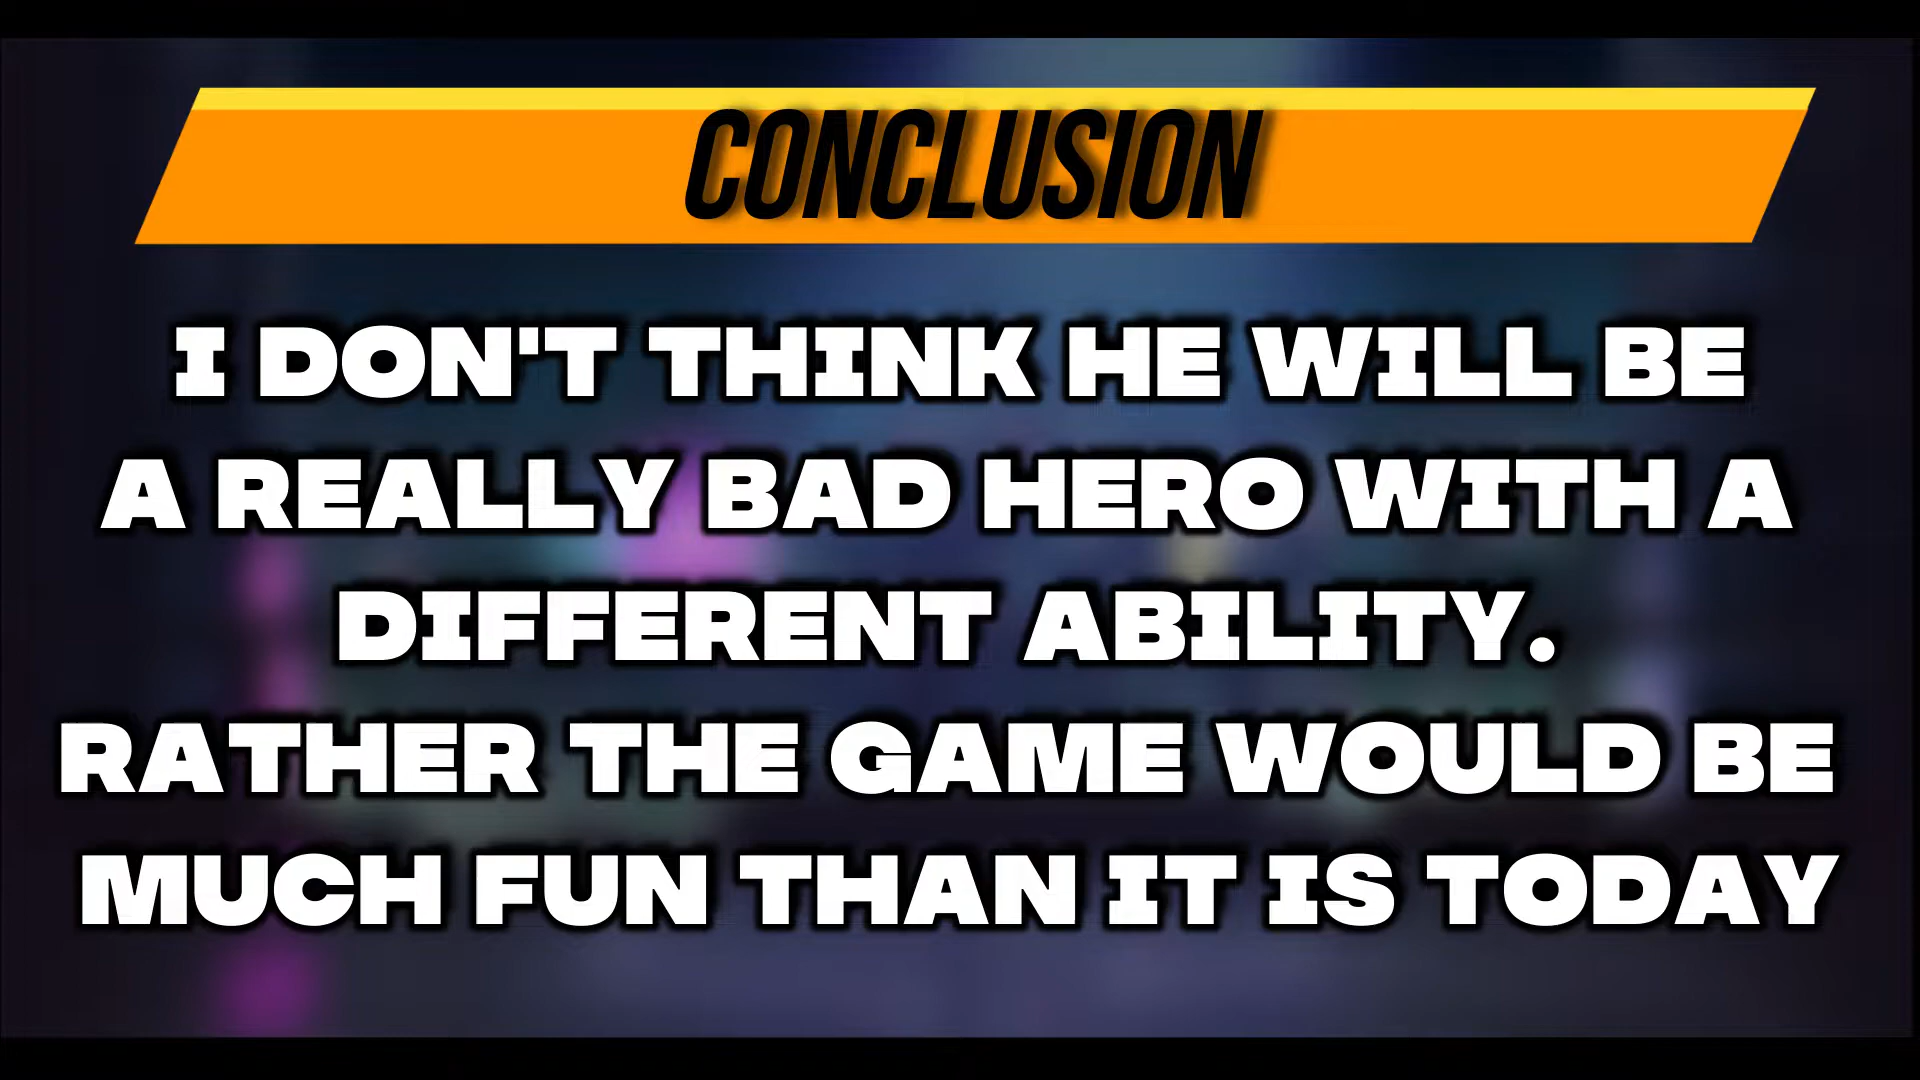 CONCLUSION
I DON'T THINK HE WILL BE
A REALLY BAD HERO WITH A
DIFFERENT ABILITY.
RATHER THE GAME WOULD BE
MUCH FUN THAN IT IS TODAY